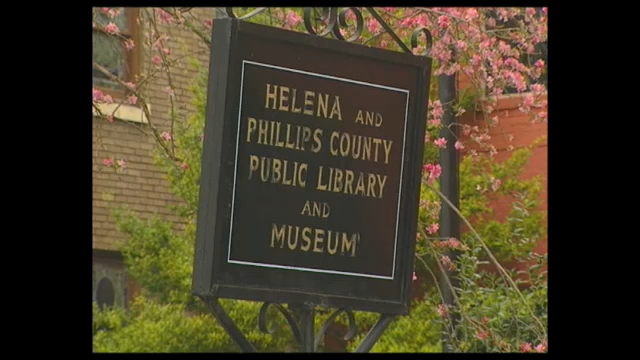 HELENA AND
PHILLIPS COUNTY
PUBLIC LIBRARY
AND
MUSEUM